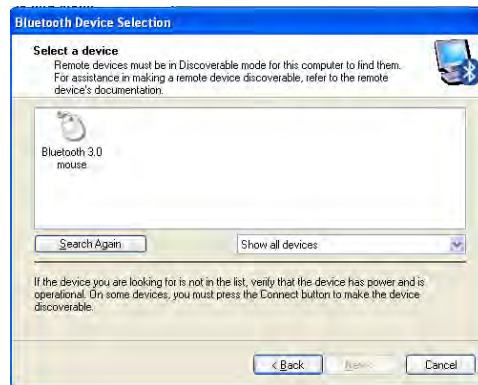 Bluetooth Device Selection
Select a device
Remote devices must be in Discoverable mode for this computer to find them.
For assistance in making a remote device discoverable, refer to the remote
device's documentation.
Bluetooth 3.0
mouse
Search Again
Show all devices
If the device you are looking for is not in the list, verify that the device has power and is
operational. On some devices, you must press the Connect button to make the device
discoverable.
< Back
Next >
Cancel